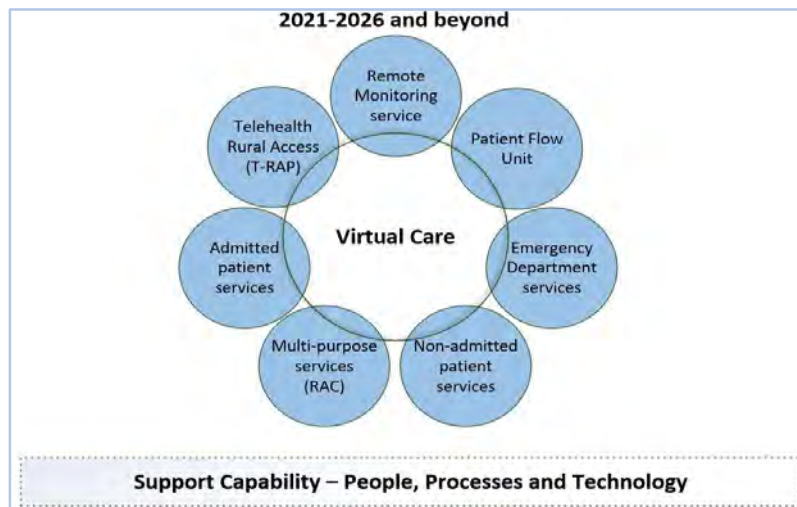 2021-2026 and beyond
Remote
Monitoring
service
Telehealth
Rural Access
(T-RAP)
Patient Flow
Unit
Virtual Care
Admitted
patient
services
Emergency
Department
services
Multi-purpose
services
(RAC)
Non-admitted
patient
services
Support Capability – People, Processes and Technology